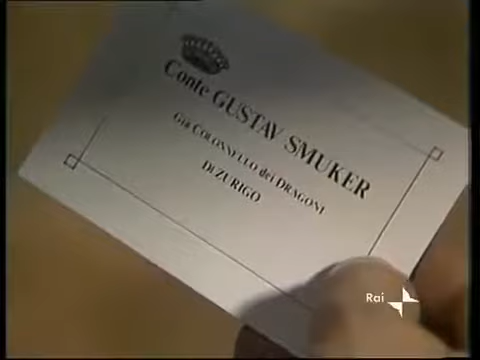 Conte GUSTAV SMUKER
Già COLONNELLO dei DRAGONI
Di ZURIGO
Rai